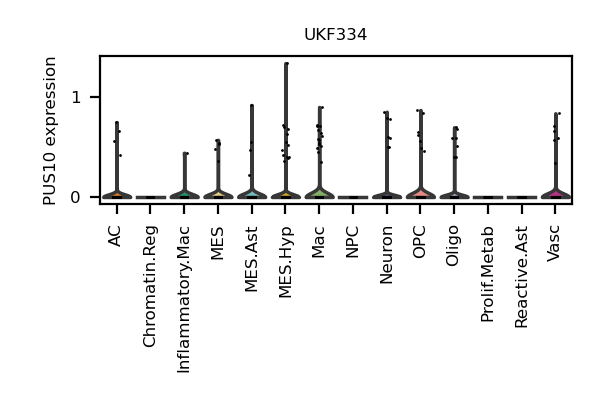 UKF334
PUS10 expression
1
0
AC
Chromatin.Reg
Inflammatory.Mac
MES
MES.Ast
MES.Hyp
Mac
NPC
Neuron
OPC
Oligo
Prolif.Metab
Reactive.Ast
Vasc